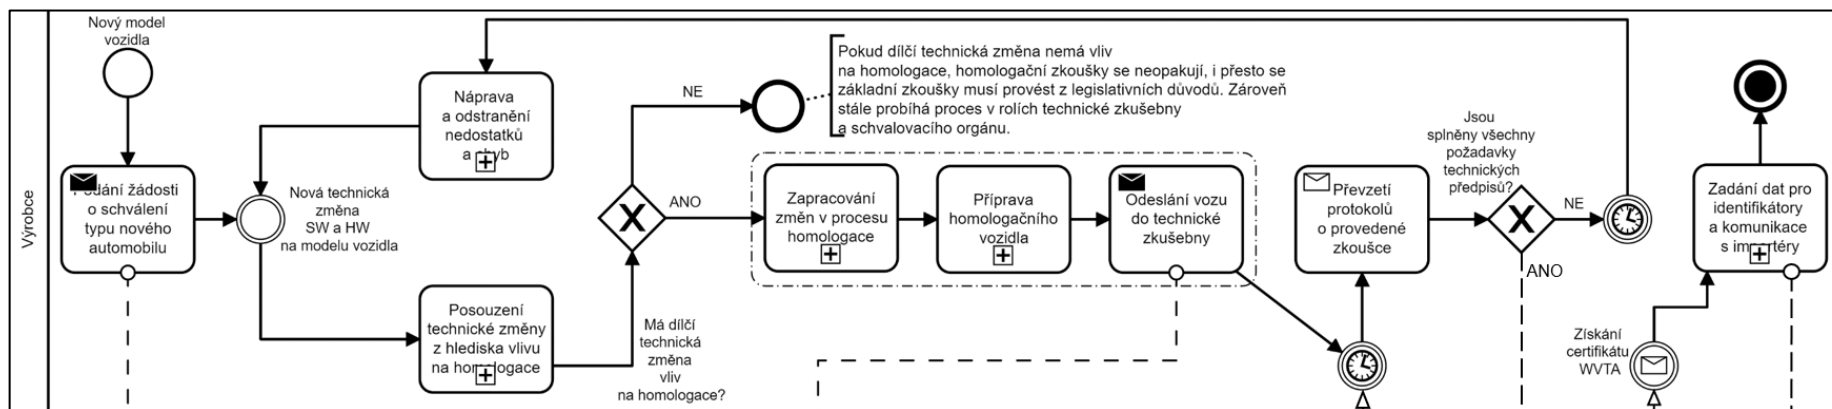 Výrobce
Nový model
vozidla
Podání žádosti
o schválení
typu nového
automobilu
Nová technická
změna
SW a HW
na modelu vozidla
Náprava
a odstranění
nedostatků
a chyb
Posouzení
technické změny
z hlediska vlivu
na homologace
Má dílčí
technická
změna
vliv
na homologace?
NE
ANO
Pokud dílčí technická změna nemá vliv
na homologace, homologační zkoušky se neopakují, i přesto se
základní zkoušky musí provést z legislativních důvodů. Zároveň
stále probíhá proces v rolích technické zkušebny
a schvalovacího orgánu.
Zapracování
změn v procesu
homologace
Příprava
homologačního
vozidla
Odeslání vozu
do technické
zkušebny
Převzetí
protokolů
o provedené
zkoušce
Jsou
splněny všechny
požadavky
technických
předpisů?
NE
ANO
Získání
certifikátu
WVTA
Zadání dat pro
identifikátory
a komunikace
s importéry